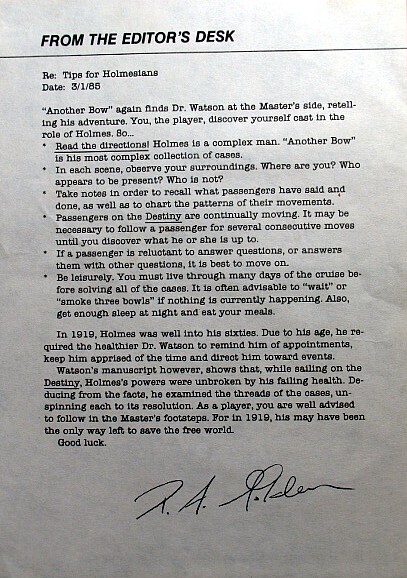 FROM THE EDITOR'S DESK
Re: Tips for Holmesians
Date: 3/1/85
"Another Bow" again finds Dr. Watson at the Master's side, retell-
ing his adventure. You, the player, discover yourself cast in the
role of Holmes. So...
* Read the directions! Holmes is a complex man. "Another Bow"
is his most complex collection of cases.
* In each scene, observe your surroundings. Where are you? Who
appears to be present? Who is not?
* Take notes in order to recall what passengers have said and
done, as well as to chart the patterns of their movements.
* Passengers on the Destiny are continually moving. It may be
necessary to follow a passenger for several consecutive moves
until you discover what he or she is up to.
* If a passenger is reluctant to answer questions, or answers
them with other questions, it is best to move on.
* Be leisurely. You must live through many days of the cruise be-
fore solving all of the cases. It is often advisable to "wait" or
"smoke three bowls" if nothing is currently happening. Also,
get enough sleep at night and eat your meals.
In 1919, Holmes was well into his sixties. Due to his age, he re-
quired the healthier Dr. Watson to remind him of appointments,
keep him apprised of the time and direct him toward events.
Watson's manuscript however, shows that, while sailing on the
Destiny, Holmes's powers were unbroken by his failing health. De-
ducing from the facts, he examined the threads of the cases, un-
spinning each to its resolution. As a player, you are well advised
to follow in the Master's footsteps. For in 1919, his may have been
the only way left to save the free world.
Good luck.